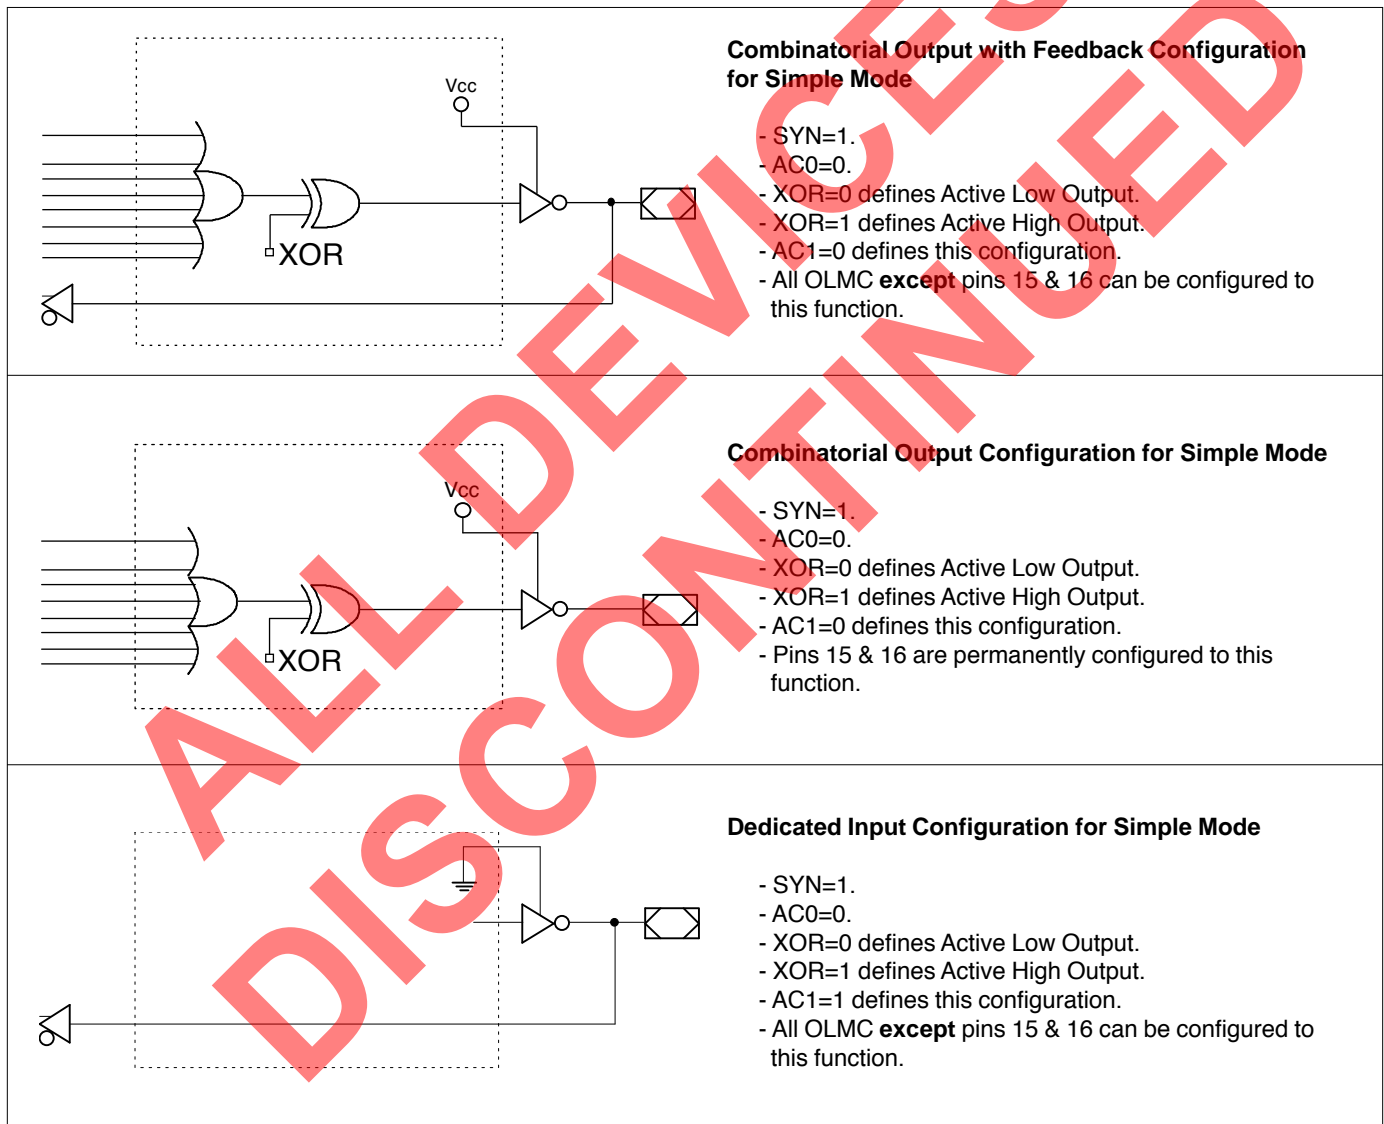 Combinatorial Output with Feedback Configuration
for Simple Mode
Vcc
XOR
- SYN=1.
- AC0=0.
- XOR=0 defines Active Low Output.
- XOR=1 defines Active High Output.
- AC1=0 defines this configuration.
- All OLMC except pins 15 & 16 can be configured to
this function.
Combinatorial Output Configuration for Simple Mode
Vcc
XOR
- SYN=1.
- AC0=0.
- XOR=0 defines Active Low Output.
- XOR=1 defines Active High Output.
- AC1=0 defines this configuration.
- Pins 15 & 16 are permanently configured to this
function.
Dedicated Input Configuration for Simple Mode
- SYN=1.
- AC0=0.
- XOR=0 defines Active Low Output.
- XOR=1 defines Active High Output.
- AC1=1 defines this configuration.
- All OLMC except pins 15 & 16 can be configured to
this function.
ALL DEVICES
DISCONTINUED